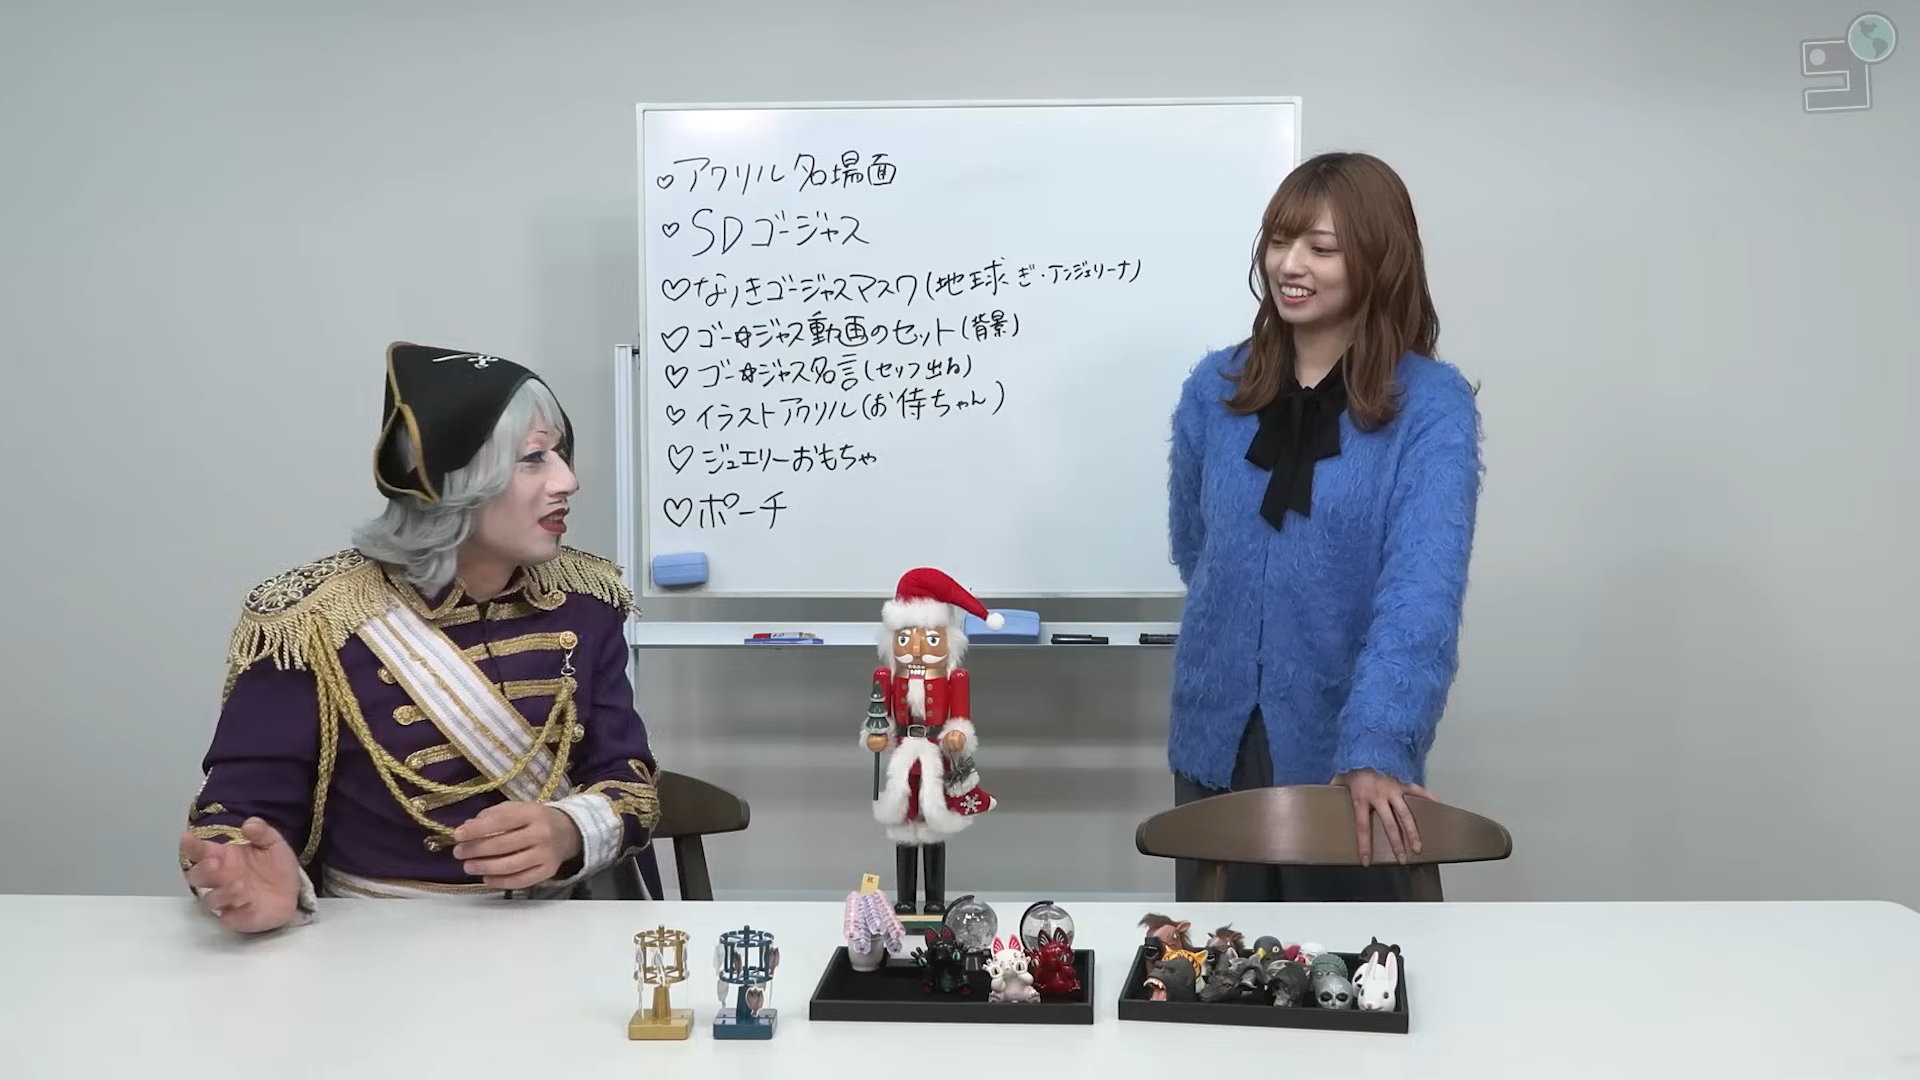 ♡アクリル名場面
♡SDゴージャス
♡なりきゴージャスマスク(地球ぎ・アンジェリーナ)
♡ゴー☆ジャス動画のセット(背景)
♡ゴー☆ジャス名言(セリフ出る)
♡イラストアクリル(お侍ちゃん)
♡ジュエリーおもちゃ
♡ポーチ